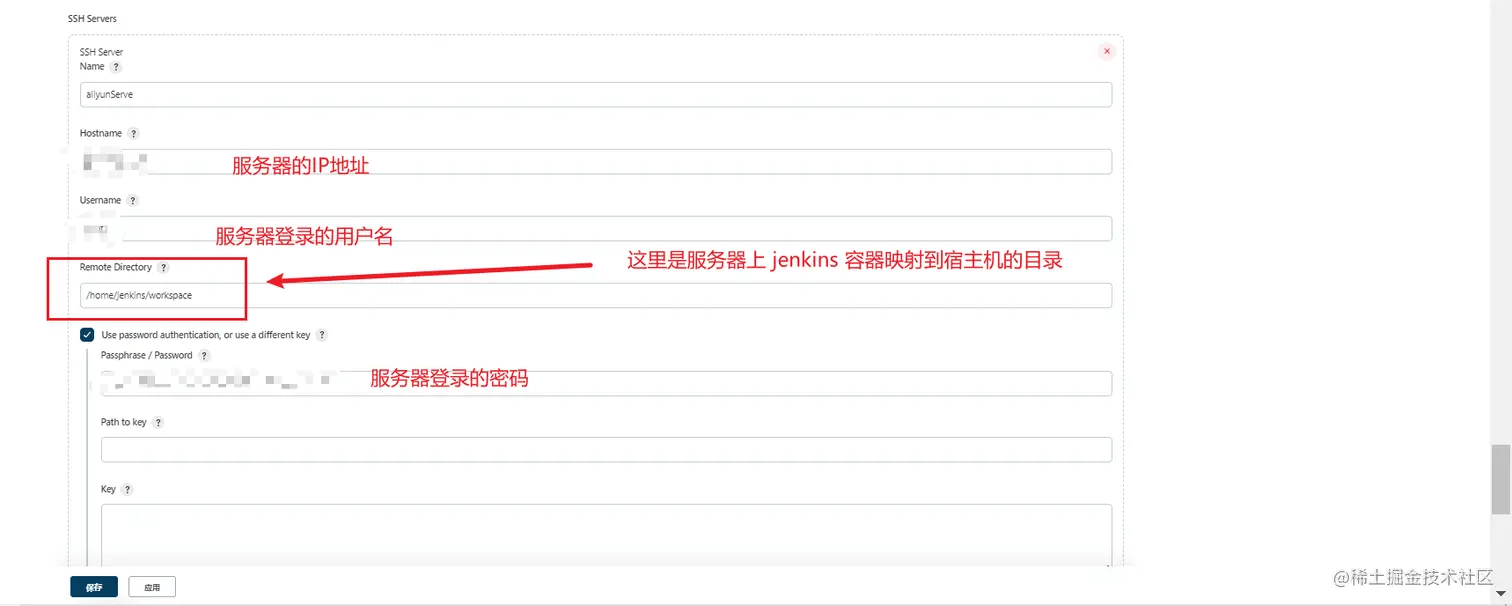 SSH Servers
SSH Server
Name ?
aliyunServe
Hostname ?
服务器的IP地址
Username ?
服务器登录的用户名
这里是服务器上 jenkins 容器映射到宿主机的目录
Remote Directory ?
/home/jenkins/workspace
Use password authentication, or use a different key ?
Passphrase / Password ?
服务器登录的密码
Path to key ?
Key ?
保存 应用
@稀土掘金技术社区